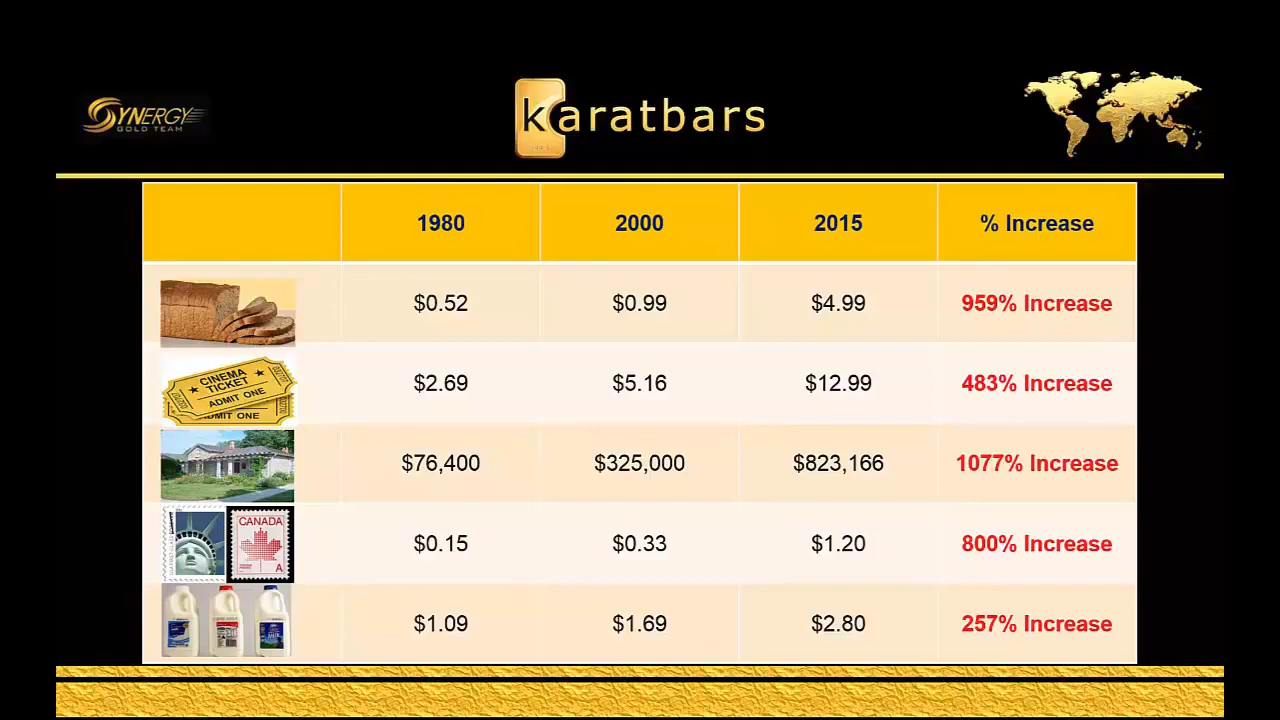 SYNERGY
GOLD TEAM
karatbars
1980 2000 2015 % Increase
$0.52 $0.99 $4.99 959% Increase
CINEMA
TICKET
ADMIT ONE
ADMIT ONE
$2.69 $5.16 $12.99 483% Increase
$76,400 $325,000 $823,166 1077% Increase
CANADA
A
$0.15 $0.33 $1.20 800% Increase
$1.09 $1.69 $2.80 257% Increase